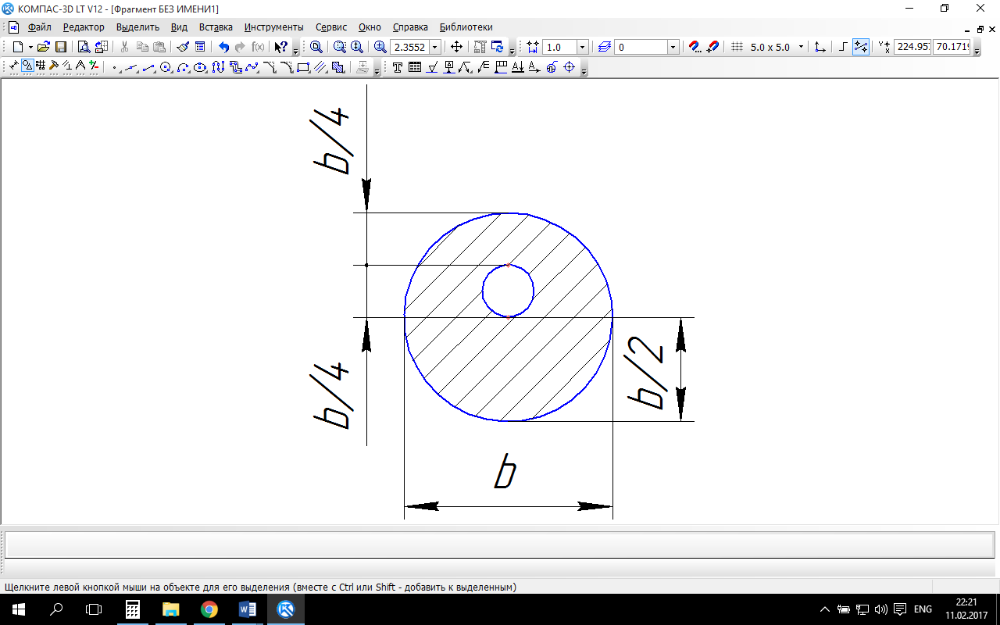 КОМПАС-3D LT V12 - [Фрагмент БЕЗ ИМЕНИ1]
Файл Редактор Выделить Вид Вставка Инструменты Сервис Окно Справка Библиотеки
f(x) 2.3552 1.0 0 5.0 x 5.0 224.95 70.171
b/4
b/4
b/2
b
Щелкните левой кнопкой мыши на объекте для его выделения (вместе с Ctrl или Shift - добавить к выделенным)
ENG
22:21
11.02.2017